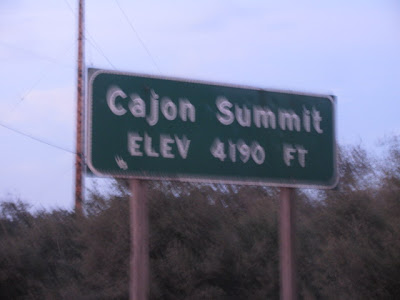 Cajon Summit
ELEV 4190 FT